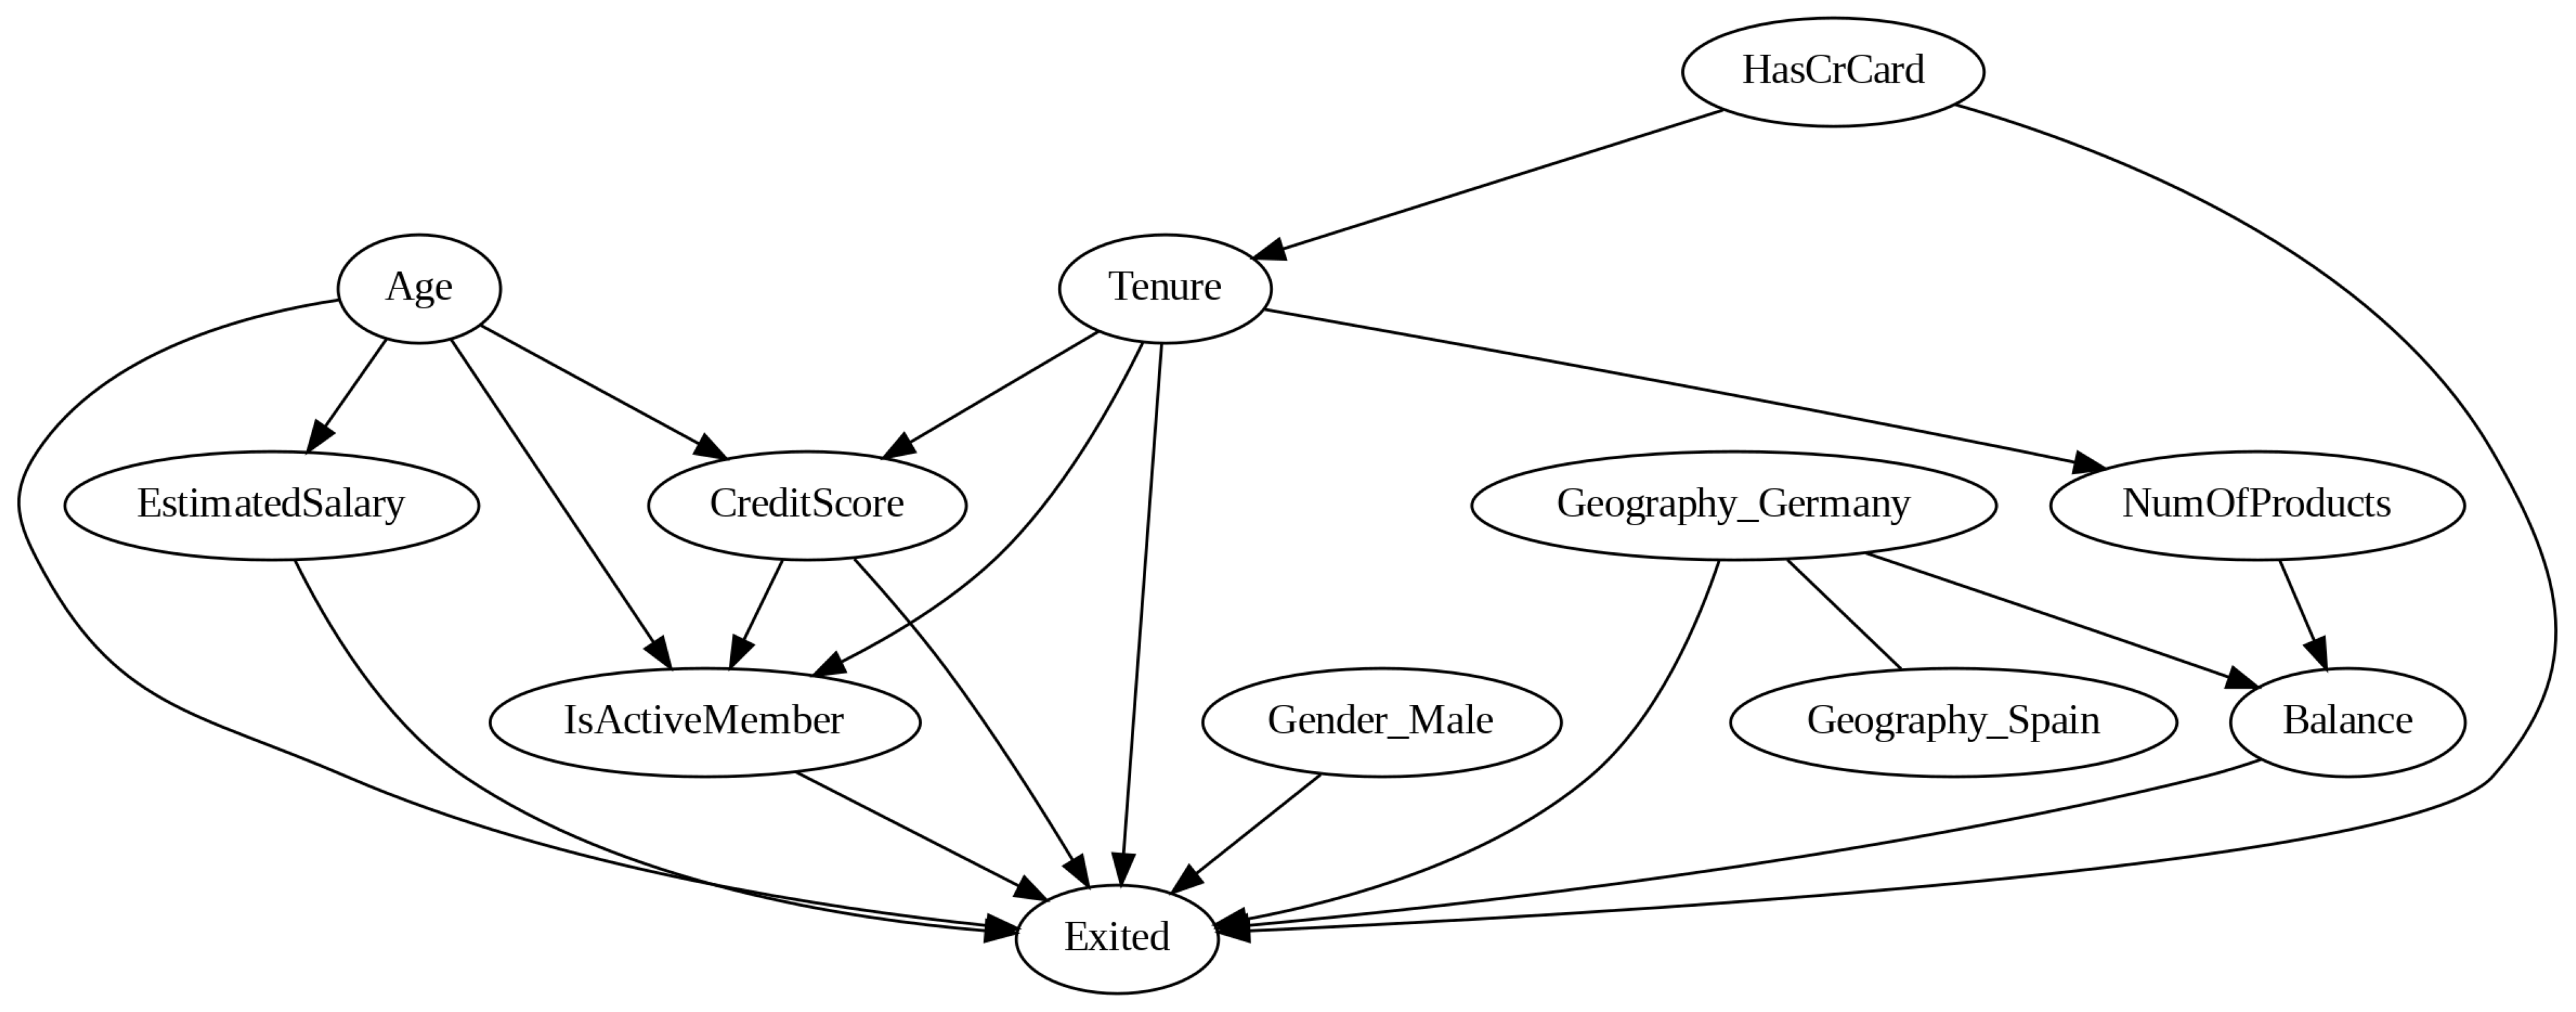 HasCrCard
Age
Tenure
EstimatedSalary
CreditScore
Geography_Germany
NumOfProducts
IsActiveMember
Gender_Male
Geography_Spain
Balance
Exited